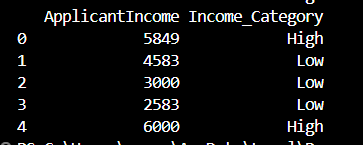 ApplicantIncome Income_Category
0 5849 High
1 4583 Low
2 3000 Low
3 2583 Low
4 6000 High